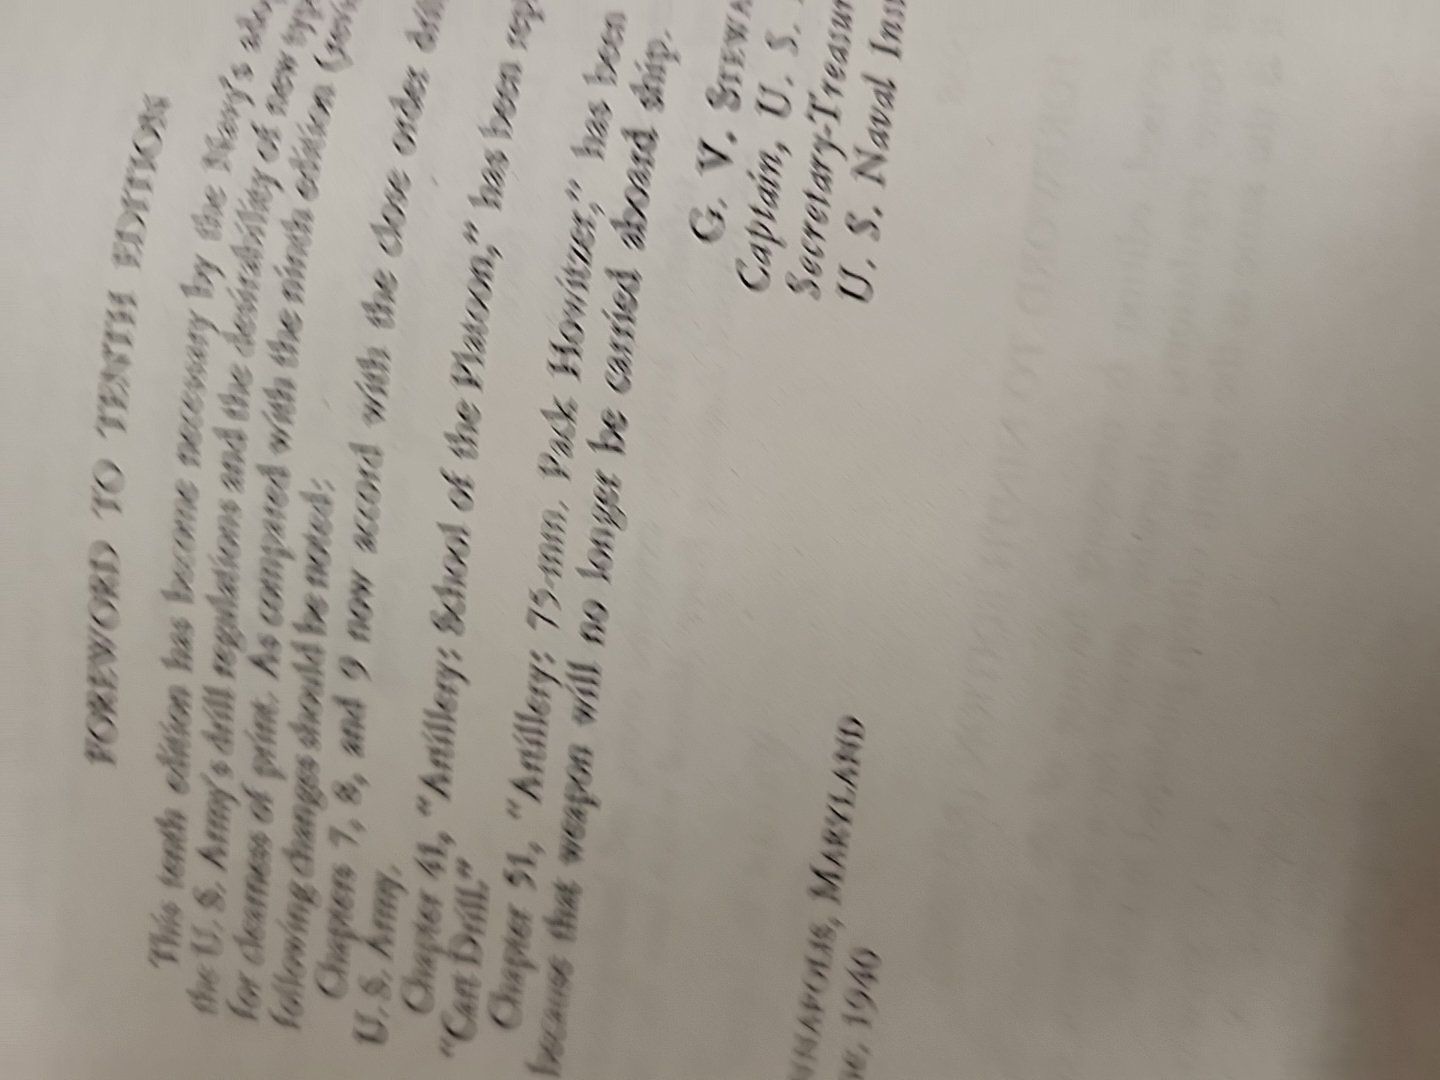 FOREWORD TO TENTH EDITION
This tenth edition has become necessary by the Navy's
the U. S. Army's drill regulations and the desirability of new
for clearness of print. As compared with the ninth edition
following changes should be noted:
Chapters 7, 8, and 9 now accord with the close order
U. S. Army.
Chapter 41, "Artillery: School of the Platoon," has been
"Cart Drill."
Chapter 51, "Artillery: 75-mm. Pack Howitzer," has been
because that weapon will no longer be carried aboard ship.
G. V. STEWA
Captain, U. S.
Secretary-Treasur
U. S. Naval
NNAPOLIS, MARYLAND
ne, 1940